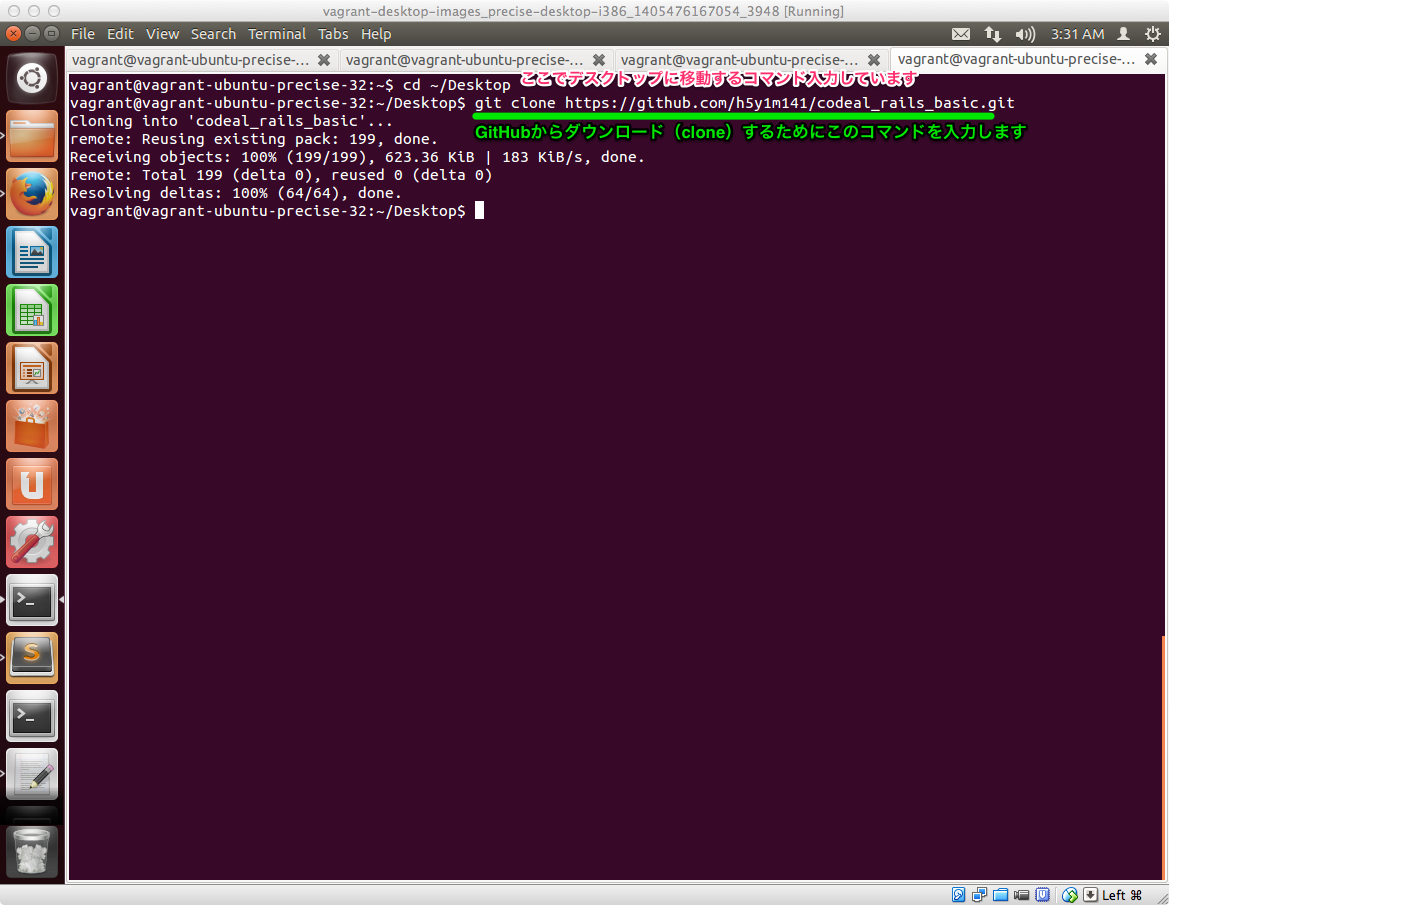 vagrant-desktop-images_precise-desktop-i386_1405476167054_3948 [Running]
File Edit View Search Terminal Tabs Help 3:31 AM
vagrant@vagrant-ubuntu-precise-... vagrant@vagrant-ubuntu-precise-... vagrant@vagrant-ubuntu-precise-... vagrant@vagrant-ubuntu-precise-...
ここでデスクトップに移動するコマンド入力しています
vagrant@vagrant-ubuntu-precise-32:~$ cd ~/Desktop
vagrant@vagrant-ubuntu-precise-32:~/Desktop$ git clone https://github.com/h5y1m141/codeal_rails_basic.git
Cloning into 'codeal_rails_basic'...
GitHubからダウンロード（clone）するためにこのコマンドを入力します
remote: Reusing existing pack: 199, done.
Receiving objects: 100% (199/199), 623.36 KiB | 183 KiB/s, done.
remote: Total 199 (delta 0), reused 0 (delta 0)
Resolving deltas: 100% (64/64), done.
vagrant@vagrant-ubuntu-precise-32:~/Desktop$
Left ⌘